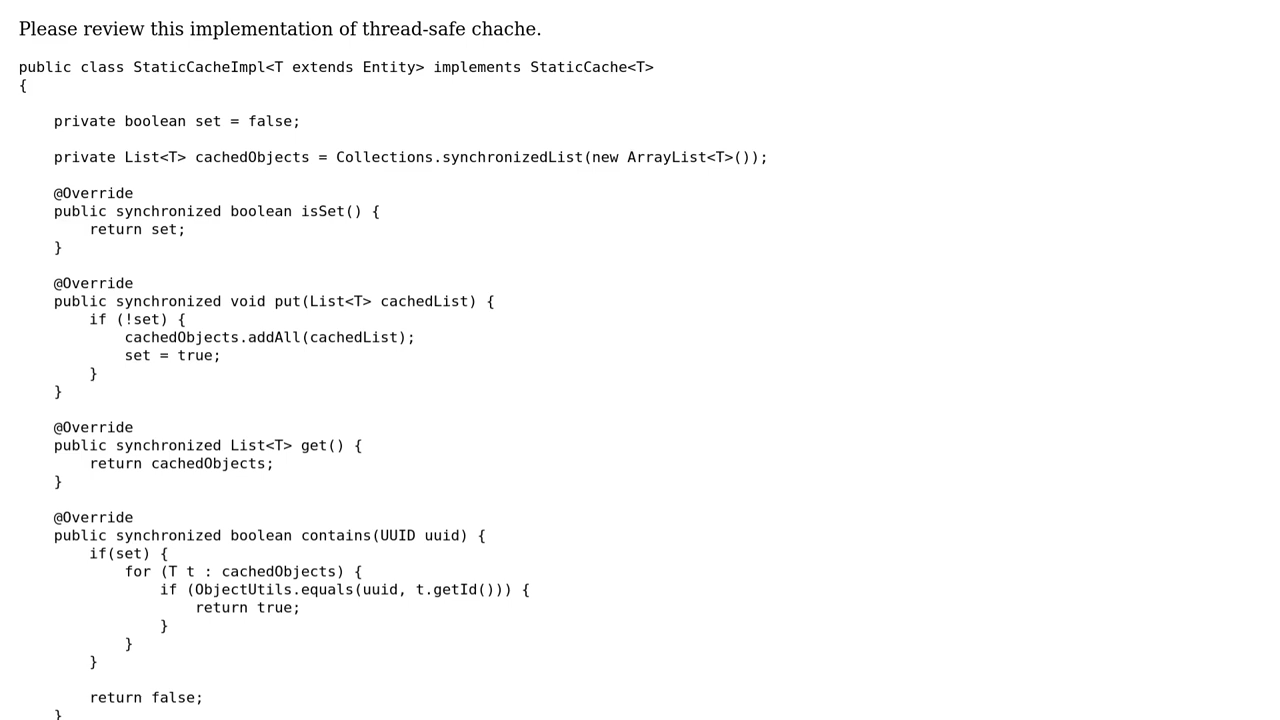 Please review this implementation of thread-safe chache.
public class StaticCacheImpl<T extends Entity> implements StaticCache<T>
{
    private boolean set = false;
    private List<T> cachedObjects = Collections.synchronizedList(new ArrayList<T>());
    @Override
    public synchronized boolean isSet() {
        return set;
    }
    @Override
    public synchronized void put(List<T> cachedList) {
        if (!set) {
            cachedObjects.addAll(cachedList);
            set = true;
        }
    }
    @Override
    public synchronized List<T> get() {
        return cachedObjects;
    }
    @Override
    public synchronized boolean contains(UUID uuid) {
        if(set) {
            for (T t : cachedObjects) {
                if (ObjectUtils.equals(uuid, t.getId())) {
                    return true;
                }
            }
        }
        return false;
    }